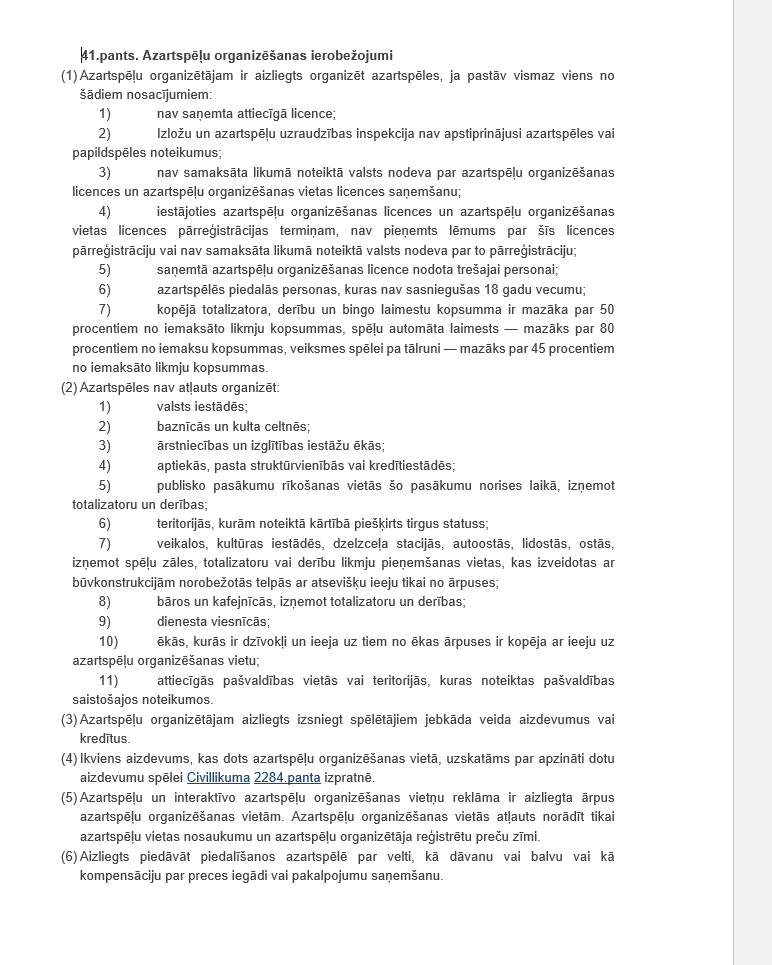 41.pants. Azartspēļu organizēšanas ierobežojumi
(1) Azartspēļu organizētājam ir aizliegts organizēt azartspēles, ja pastāv vismaz viens no
šādiem nosacījumiem:
1) nav saņemta attiecīgā licence;
2) Izložu un azartspēļu uzraudzības inspekcija nav apstiprinājusi azartspēles vai
papildspēles noteikumus;
3) nav samaksāta likumā noteiktā valsts nodeva par azartspēļu organizēšanas
licences un azartspēļu organizēšanas vietas licences saņemšanu;
4) iestājoties azartspēļu organizēšanas licences un azartspēļu organizēšanas
vietas licences pārreģistrācijas termiņam, nav pieņemts lēmums par šīs licences
pārreģistrāciju vai nav samaksāta likumā noteiktā valsts nodeva par to pārreģistrāciju;
5) saņemtā azartspēļu organizēšanas licence nodota trešajai personai;
6) azartspēlēs piedalās personas, kuras nav sasniegušas 18 gadu vecumu;
7) kopējā totalizatora, derību un bingo laimestu kopsumma ir mazāka par 50
procentiem no iemaksāto likmju kopsummas, spēļu automāta laimests — mazāks par 80
procentiem no iemaksu kopsummas, veiksmes spēlei pa tālruni — mazāks par 45 procentiem
no iemaksāto likmju kopsummas.
(2) Azartspēles nav atļauts organizēt:
1) valsts iestādēs;
2) baznīcās un kulta celtnēs;
3) ārstniecības un izglītības iestāžu ēkās;
4) aptiekās, pasta struktūrvienībās vai kredītiestādēs;
5) publisko pasākumu rīkošanas vietās šo pasākumu norises laikā, izņemot
totalizatoru un derības;
6) teritorijās, kurām noteiktā kārtībā piešķirts tirgus statuss;
7) veikalos, kultūras iestādēs, dzelzceļa stacijās, autoostās, lidostās, ostās,
izņemot spēļu zāles, totalizatoru vai derību likmju pieņemšanas vietas, kas izveidotas ar
būvkonstrukcijām norobežotās telpās ar atsevišķu ieeju tikai no ārpuses;
8) bāros un kafejnīcās, izņemot totalizatoru un derības;
9) dienesta viesnīcās;
10) ēkās, kurās ir dzīvokļi un ieeja uz tiem no ēkas ārpuses ir kopēja ar ieeju uz
azartspēļu organizēšanas vietu;
11) attiecīgās pašvaldības vietās vai teritorijās, kuras noteiktas pašvaldības
saistošajos noteikumos.
(3) Azartspēļu organizētājam aizliegts izsniegt spēlētājiem jebkāda veida aizdevumus vai
kredītus.
(4) Ikviens aizdevums, kas dots azartspēļu organizēšanas vietā, uzskatāms par apzināti dotu
aizdevumu spēlei Civillikuma 2284.panta izpratnē.
(5) Azartspēļu un interaktīvo azartspēļu organizēšanas vietņu reklāma ir aizliegta ārpus
azartspēļu organizēšanas vietām. Azartspēļu organizēšanas vietās atļauts norādīt tikai
azartspēļu vietas nosaukumu un azartspēļu organizētāja reģistrētu preču zīmi.
(6) Aizliegts piedāvāt piedalīšanos azartspēlē par velti, kā dāvanu vai balvu vai kā
kompensāciju par preces iegādi vai pakalpojumu saņemšanu.